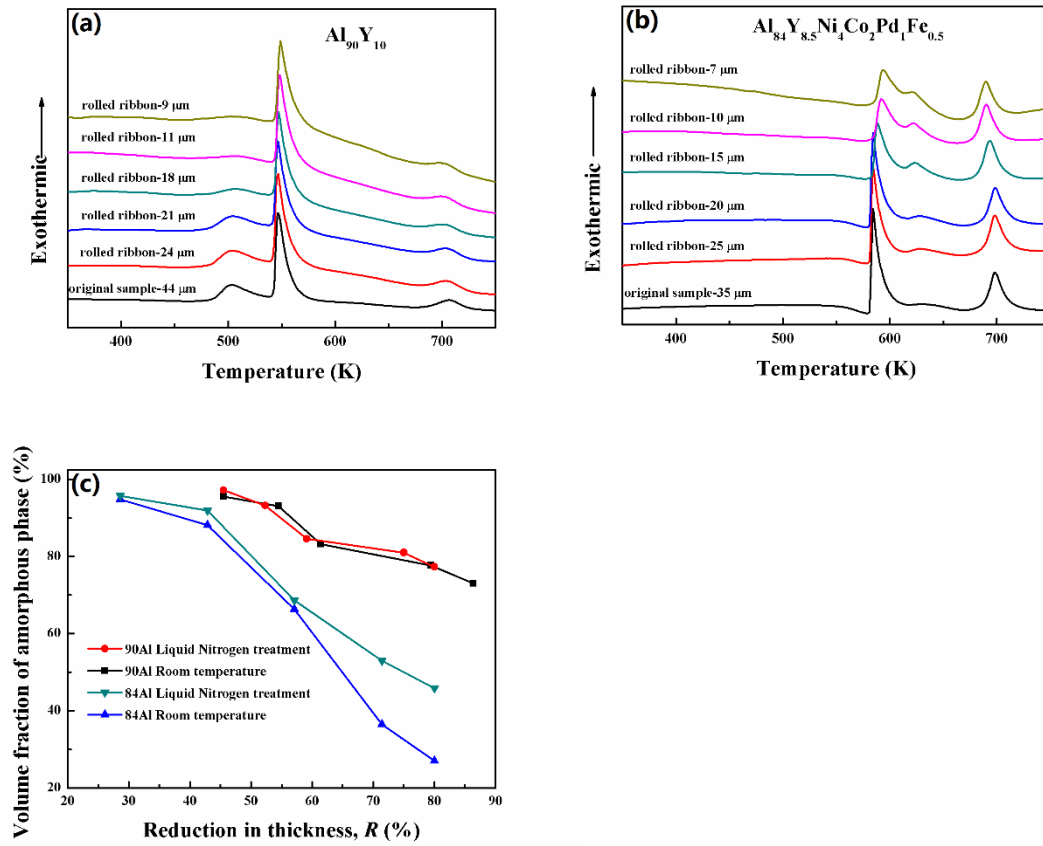 (a)
Al90Y10
rolled ribbon-9 μm
rolled ribbon-11 μm
rolled ribbon-18 μm
rolled ribbon-21 μm
rolled ribbon-24 μm
original sample-44 μm
Exothermic
400 500 600 700
Temperature (K)
(b)
Al84Y8.5Ni4Co2Pd1Fe0.5
rolled ribbon-7 μm
rolled ribbon-10 μm
rolled ribbon-15 μm
rolled ribbon-20 μm
rolled ribbon-25 μm
original sample-35 μm
Exothermic
400 500 600 700
Temperature (K)
(c)
Volume fraction of amorphous phase (%)
100
80
60
40
20
90Al Liquid Nitrogen treatment
90Al Room temperature
84Al Liquid Nitrogen treatment
84Al Room temperature
20 30 40 50 60 70 80 90
Reduction in thickness, R (%)